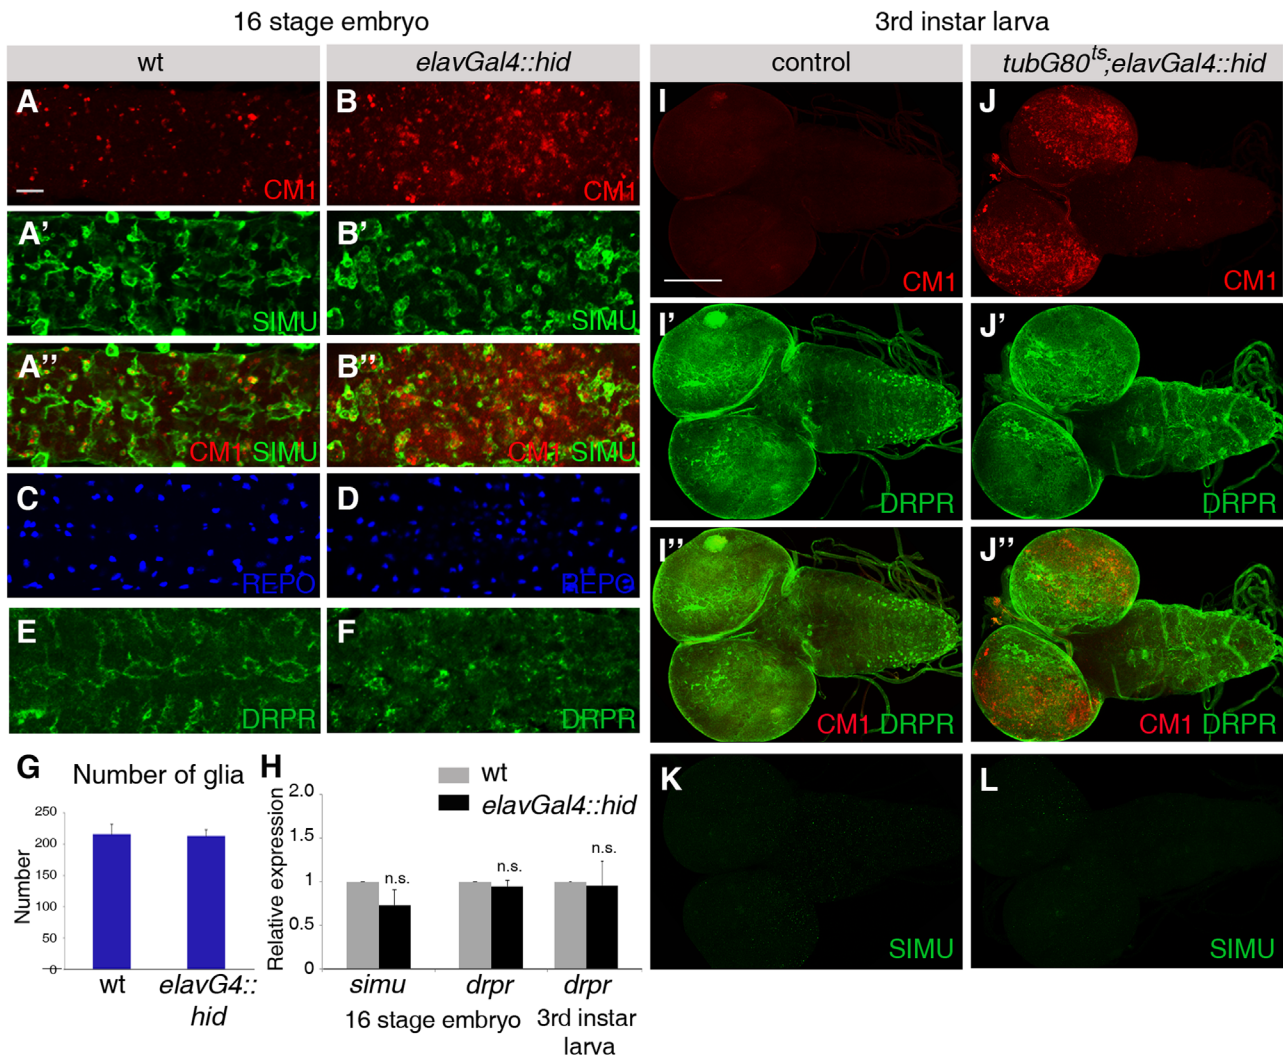 16 stage embryo
3rd instar larva
wt
elavGal4::hid
control
tubG80ts;elavGal4::hid
A
CM1
B
CM1
I
CM1
J
CM1
A’
SIMU
B’
SIMU
A’’
CM1 SIMU
B’’
CM1 SIMU
I’
DRPR
J’
DRPR
C
REPO
D
REPO
I’’
CM1 DRPR
J’’
CM1 DRPR
E
DRPR
F
DRPR
G
Number of glia
Number
250
200
150
100
50
0
wt
elavG4::
hid
H
wt
elavGal4::hid
Relative expression
2.0
1.5
1
0.5
0
n.s.
n.s.
n.s.
simu
drpr
drpr
16 stage embryo
3rd instar
larva
K
SIMU
L
SIMU